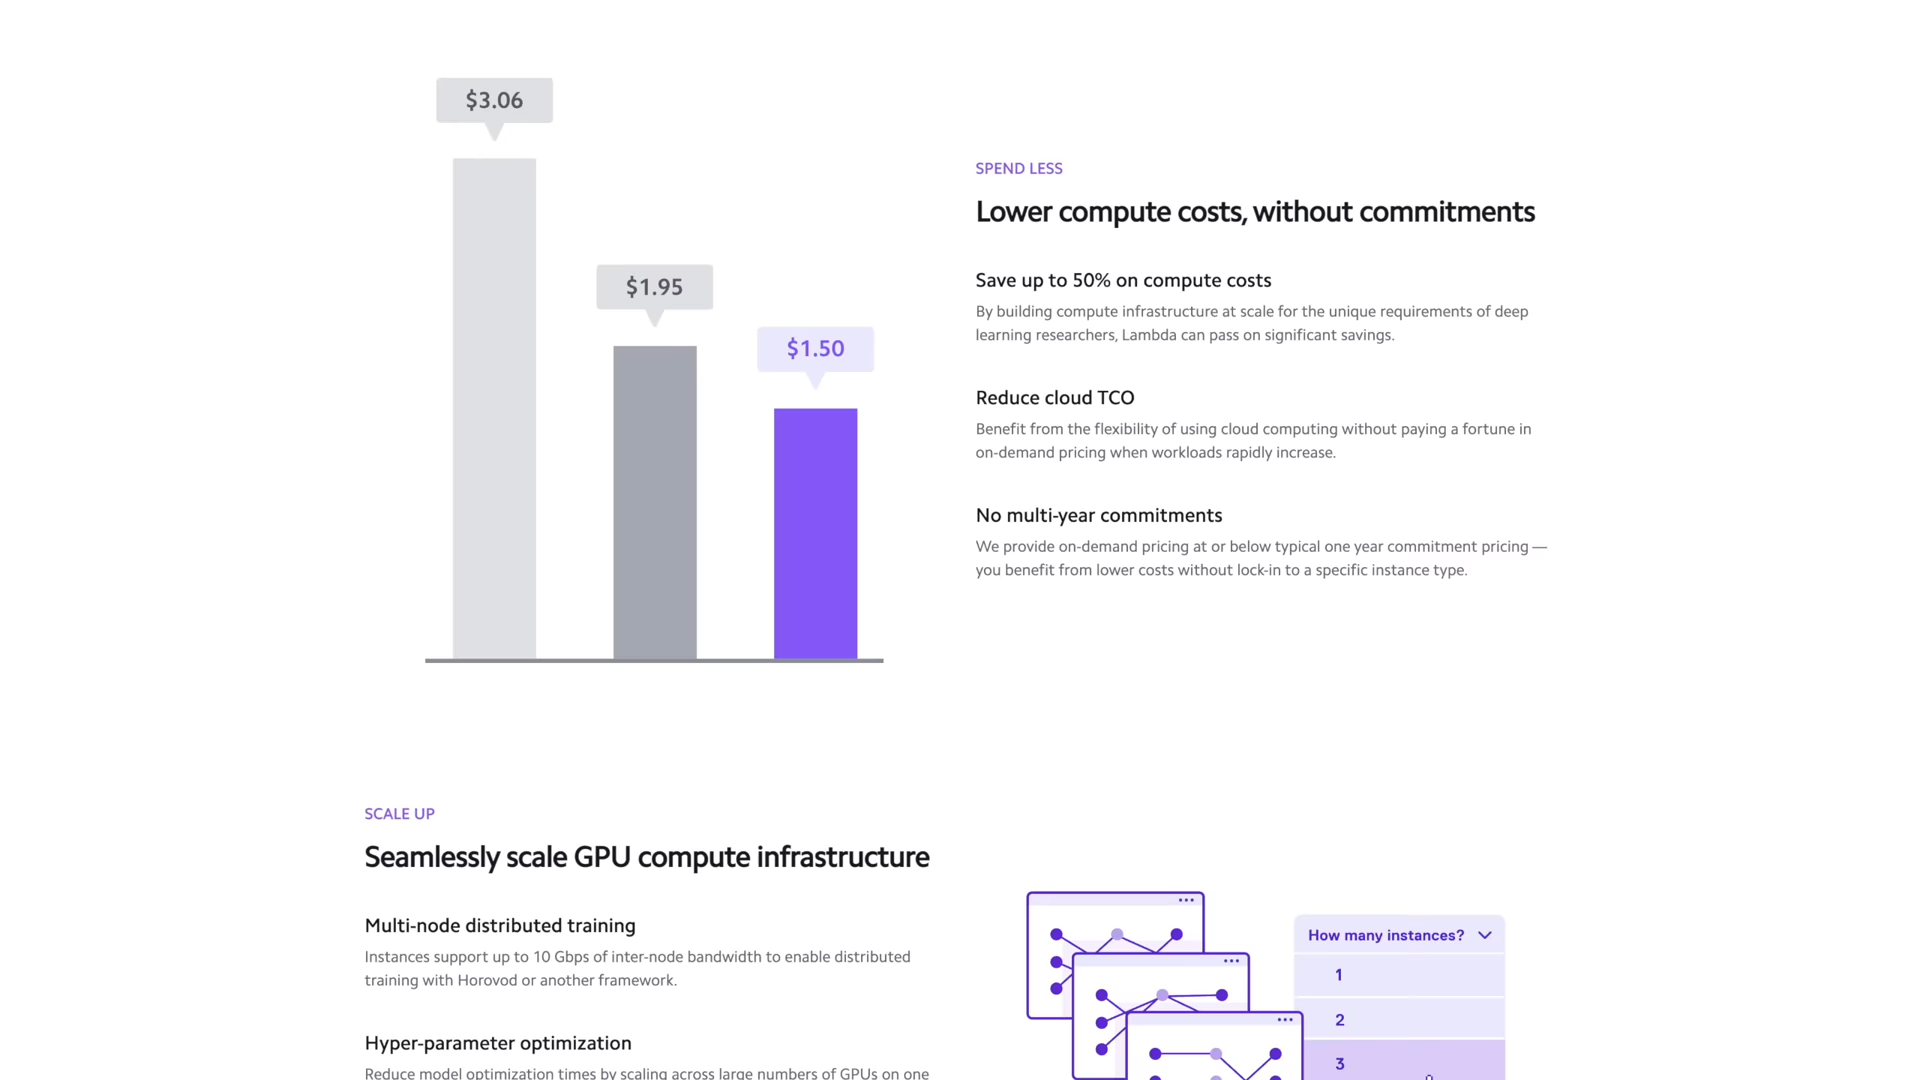 $3.06
$1.95
$1.50
SPEND LESS
Lower compute costs, without commitments
Save up to 50% on compute costs
By building compute infrastructure at scale for the unique requirements of deep
learning researchers, Lambda can pass on significant savings.
Reduce cloud TCO
Benefit from the flexibility of using cloud computing without paying a fortune in
on-demand pricing when workloads rapidly increase.
No multi-year commitments
We provide on-demand pricing at or below typical one year commitment pricing —
you benefit from lower costs without lock-in to a specific instance type.
SCALE UP
Seamlessly scale GPU compute infrastructure
Multi-node distributed training
Instances support up to 10 Gbps of inter-node bandwidth to enable distributed
training with Horovod or another framework.
Hyper-parameter optimization
Reduce model optimization times by scaling across large numbers of GPUs on one
How many instances?
1
2
3